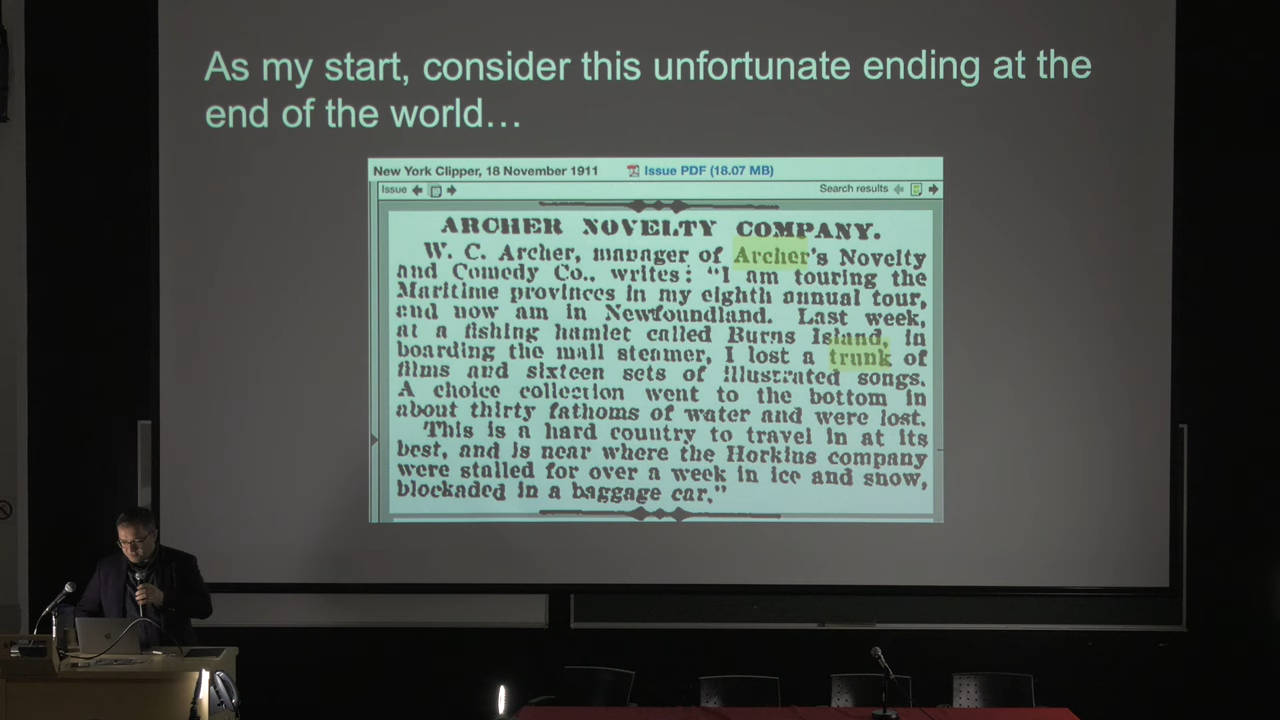 As my start, consider this unfortunate ending at the
end of the world…
New York Clipper, 18 November 1911 Issue PDF (18.07 MB)
Issue Search results
ARCHER NOVELTY COMPANY.
W. C. Archer, manager of Archer's Novelty
and Comedy Co., writes: "I am touring the
Maritime provinces in my eighth annual tour,
and now am in Newfoundland. Last week,
at a fishing hamlet called Burns Island, in
boarding the mail steamer, I lost a trunk of
films and sixteen sets of illustrated songs.
A choice collection went to the bottom in
about thirty fathoms of water and were lost.
This is a hard country to travel in at its
best, and is near where the Horkins company
were stalled for over a week in ice and snow,
blockaded in a baggage car."